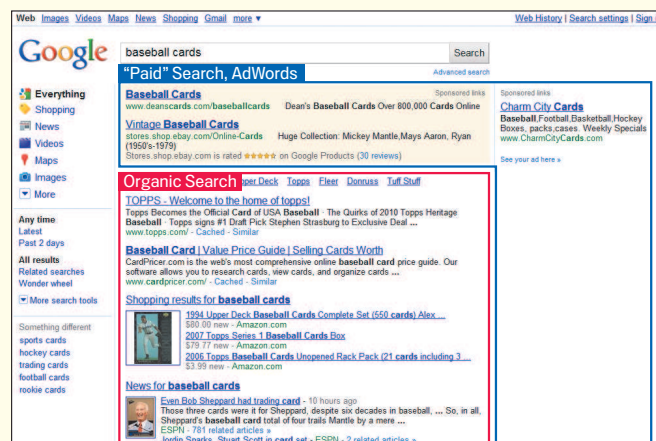 Web Images Videos Maps News Shopping Gmail more ▼
Web History | Search settings | Sign
Google
baseball cards
Search
Advanced search
"Paid" Search, AdWords
Everything
Shopping
News
Videos
Maps
Images
More
Any time
Latest
Past 2 days
All results
Related searches
Wonder wheel
More search tools
Something different
sports cards
hockey cards
trading cards
football cards
rookie cards
Baseball Cards
Sponsored links
www.deanscards.com/baseballcards Dean's Baseball Cards Over 800,000 Cards Online
Vintage Baseball Cards
stores.shop.ebay.com/Online-Cards Huge Collection: Mickey Mantle,Mays Aaron, Ryan
(1950's-1979)
Stores.shop.ebay.com is rated ★★★★★ on Google Products (30 reviews)
Sponsored links
Charm City Cards
Baseball,Football,Basketball,Hockey
Boxes, packs,cases. Weekly Specials
www.CharmCityCards.com
See your ad here »
Organic Search
pper Deck Topps Fleer Donruss Tuff Stuff
TOPPS - Welcome to the home of topps!
Topps Becomes the Official Card of USA Baseball · The Quirks of 2010 Topps Heritage
Baseball · Topps signs #1 Draft Pick Stephen Strasburg to Exclusive Deal ...
www.topps.com/ - Cached - Similar
Baseball Card | Value Price Guide | Selling Cards Worth
CardPricer.com is the web's most comprehensive online baseball card price guide. Our
software allows you to research cards, view cards, and organize cards ...
www.cardpricer.com/ - Cached - Similar
Shopping results for baseball cards
1994 Upper Deck Baseball Cards Complete Set (550 cards) Alex ...
$80.00 new - Amazon.com
2007 Topps Series 1 Baseball Cards Box
$79.77 new - Amazon.com
2006 Topps Baseball Cards Unopened Rack Pack (21 cards including 3 ...
$3.99 new - Amazon.com
News for baseball cards
Even Bob Sheppard had trading card - 10 hours ago
Those three cards were it for Sheppard, despite six decades in baseball, ... So, in all,
Sheppard's baseball card total of four trails Mantle by a mere ...
ESPN - 781 related articles »
Jordin Sparks, Stuart Scott in card set - ESPN - 2 related articles »